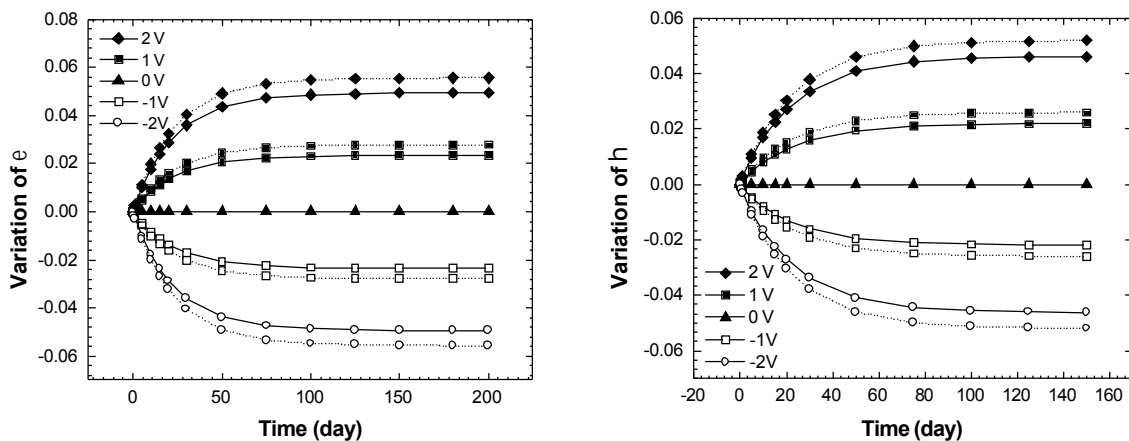 0.08
0.06
0.04
0.02
0.00
-0.02
-0.04
-0.06
Variation of e
2 V
1 V
0 V
-1V
-2V
0 50 100 150 200
Time (day)
0.06
0.04
0.02
0.00
-0.02
-0.04
-0.06
Variation of h
2 V
1 V
0 V
-1V
-2V
-20 0 20 40 60 80 100 120 140 160
Time (day)